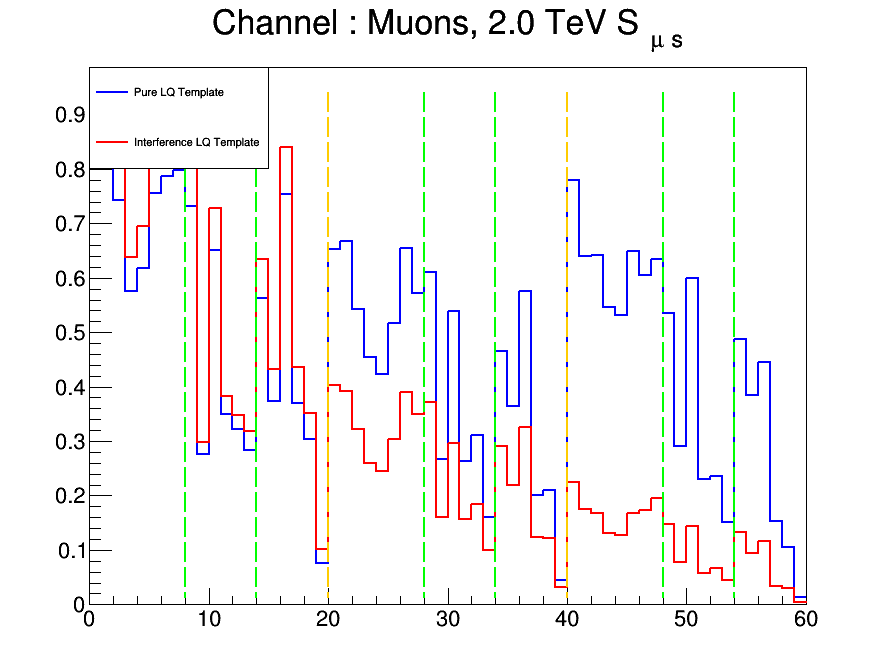 Channel : Muons, 2.0 TeV S μ s
Pure LQ Template
Interference LQ Template
0.9
0.8
0.7
0.6
0.5
0.4
0.3
0.2
0.1
0
0 10 20 30 40 50 60